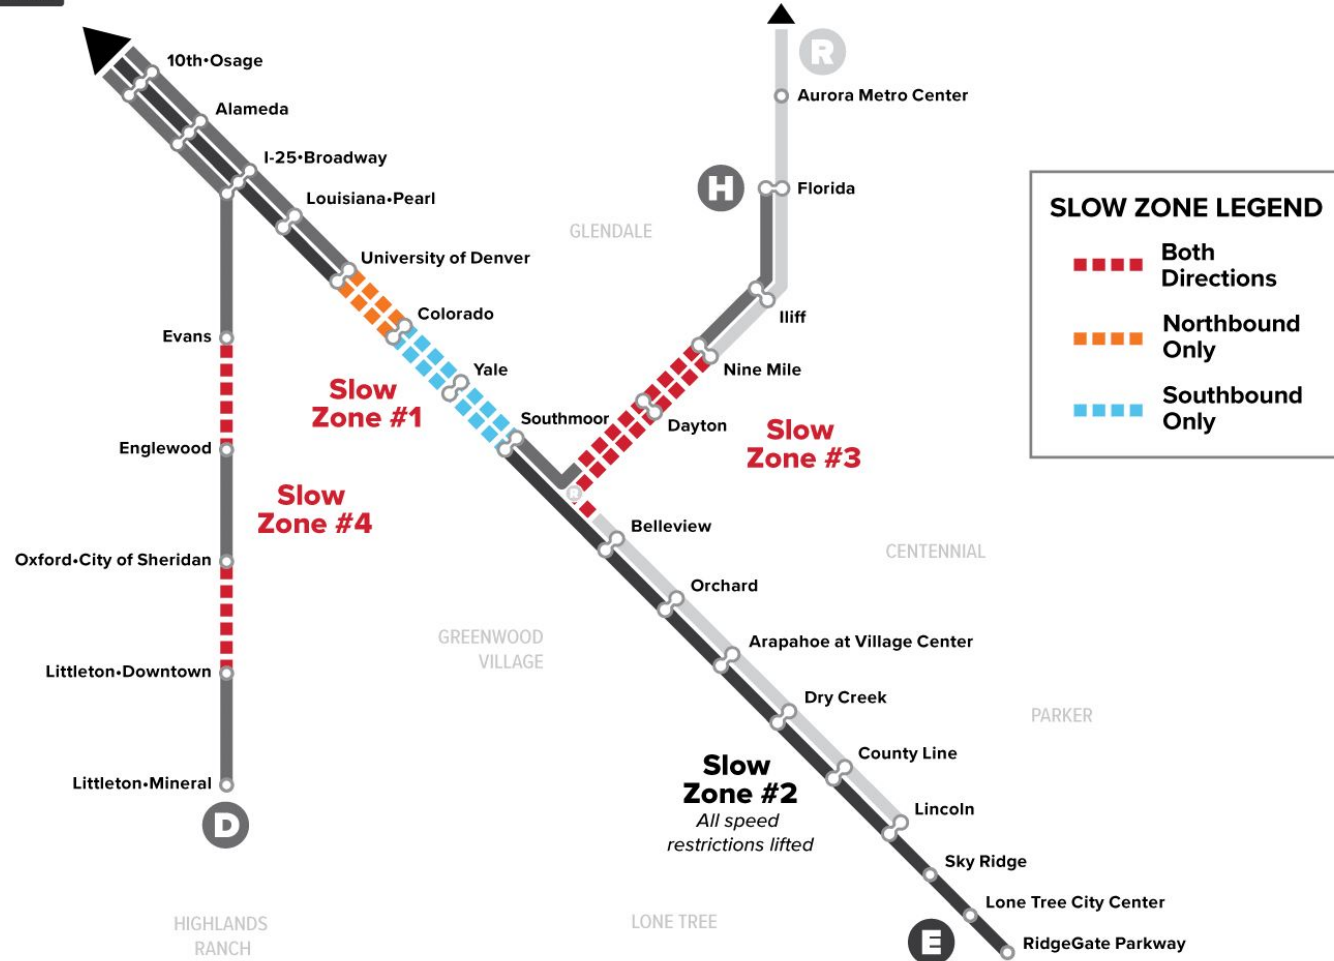 10th•Osage
Alameda
I-25•Broadway
Louisiana•Pearl
University of Denver
Colorado
Yale
Southmoor
R
Aurora Metro Center
H
Florida
Iliff
Nine Mile
Dayton
GLENDALE
SLOW ZONE LEGEND
Both
Directions
Northbound
Only
Southbound
Only
Evans
Englewood
Oxford•City of Sheridan
Littleton•Downtown
Littleton•Mineral
D
Slow
Zone #1
Slow
Zone #4
Slow
Zone #3
R
Belleview
Orchard
Arapahoe at Village Center
Dry Creek
County Line
Lincoln
Sky Ridge
Lone Tree City Center
RidgeGate Parkway
E
CENTENNIAL
GREENWOOD
VILLAGE
PARKER
Slow
Zone #2
All speed
restrictions lifted
HIGHLANDS
RANCH
LONE TREE